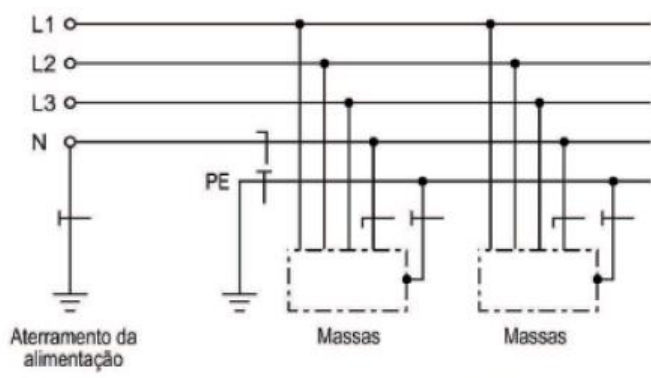 L1
L2
L3
N
PE
Aterramento da
alimentação
Massas
Massas